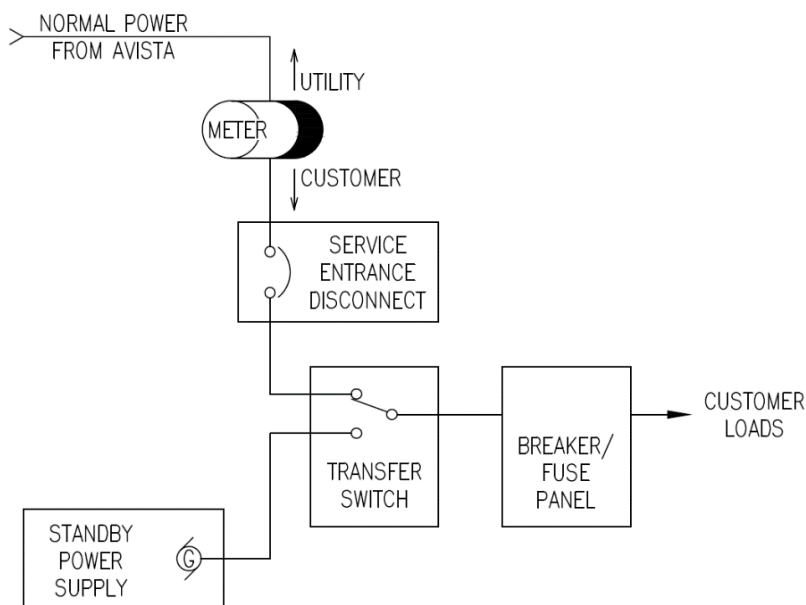 NORMAL POWER
FROM AVISTA
UTILITY
METER
CUSTOMER
SERVICE
ENTRANCE
DISCONNECT
TRANSFER
SWITCH
BREAKER/
FUSE
PANEL
CUSTOMER
LOADS
STANDBY
POWER
SUPPLY
G